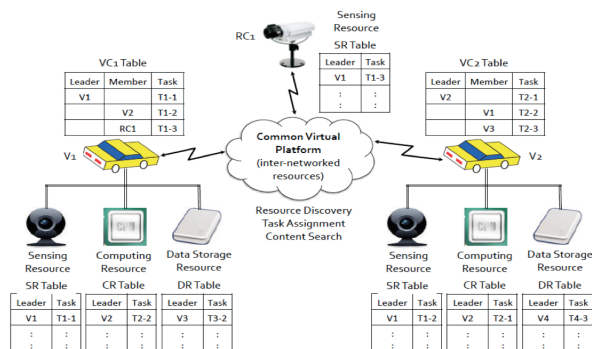 Sensing
Resource
RC1
SR Table
Leader Task
V1 T1-3
: :
: :
VC1 Table
Leader Member Task
V1 T1-1
V2 T1-2
RC1 T1-3
VC2 Table
Leader Member Task
V2 T2-1
V1 T2-2
V3 T2-3
V1
Common Virtual
Platform
(inter-networked
resources)
V2
Resource Discovery
Task Assignment
Content Search
CPU
Sensing
Resource
Computing
Resource
Data Storage
Resource
SR Table
Leader Task
V1 T1-1
: :
: :
CR Table
Leader Task
V2 T2-2
: :
: :
DR Table
Leader Task
V3 T3-2
: :
: :
CPU
Sensing
Resource
Computing
Resource
Data Storage
Resource
SR Table
Leader Task
V1 T1-2
: :
: :
CR Table
Leader Task
V2 T2-1
: :
: :
DR Table
Leader Task
V4 T4-3
: :
: :